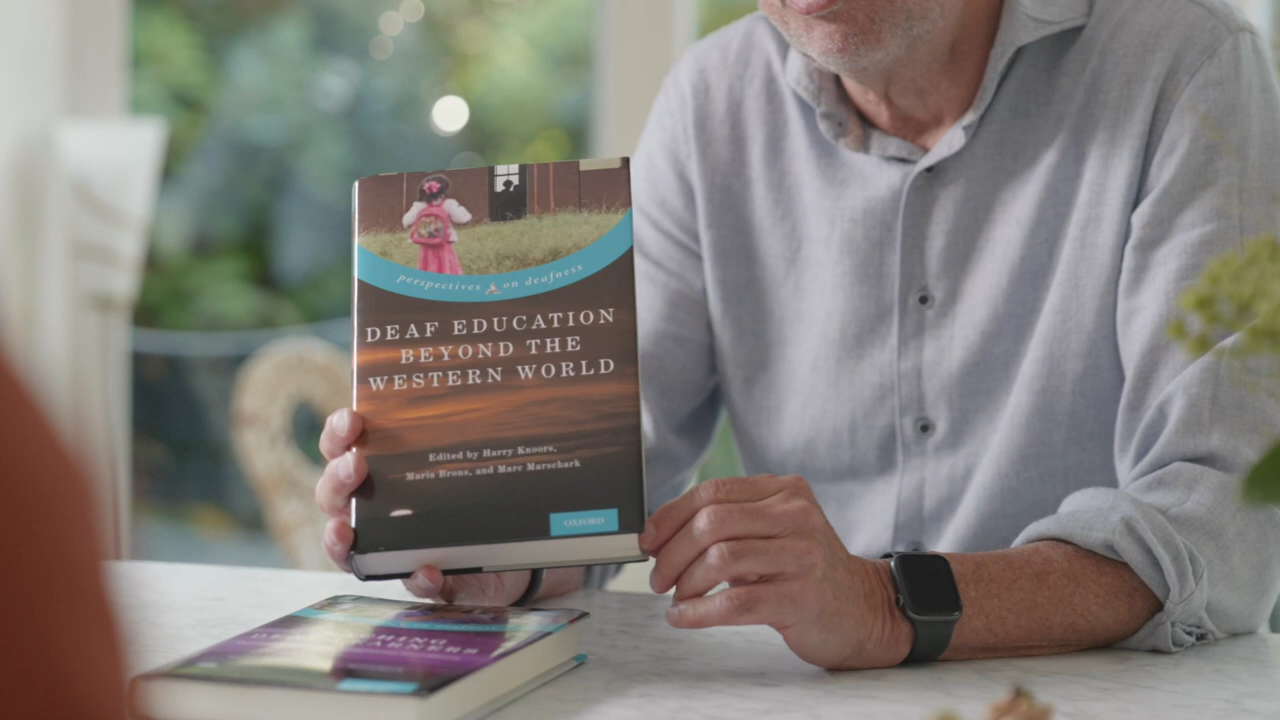 perspectives on deafness
DEAF EDUCATION
BEYOND THE
WESTERN WORLD
Edited by Harry Knoors,
Maria Brons, and Marc Marschark
OXFORD